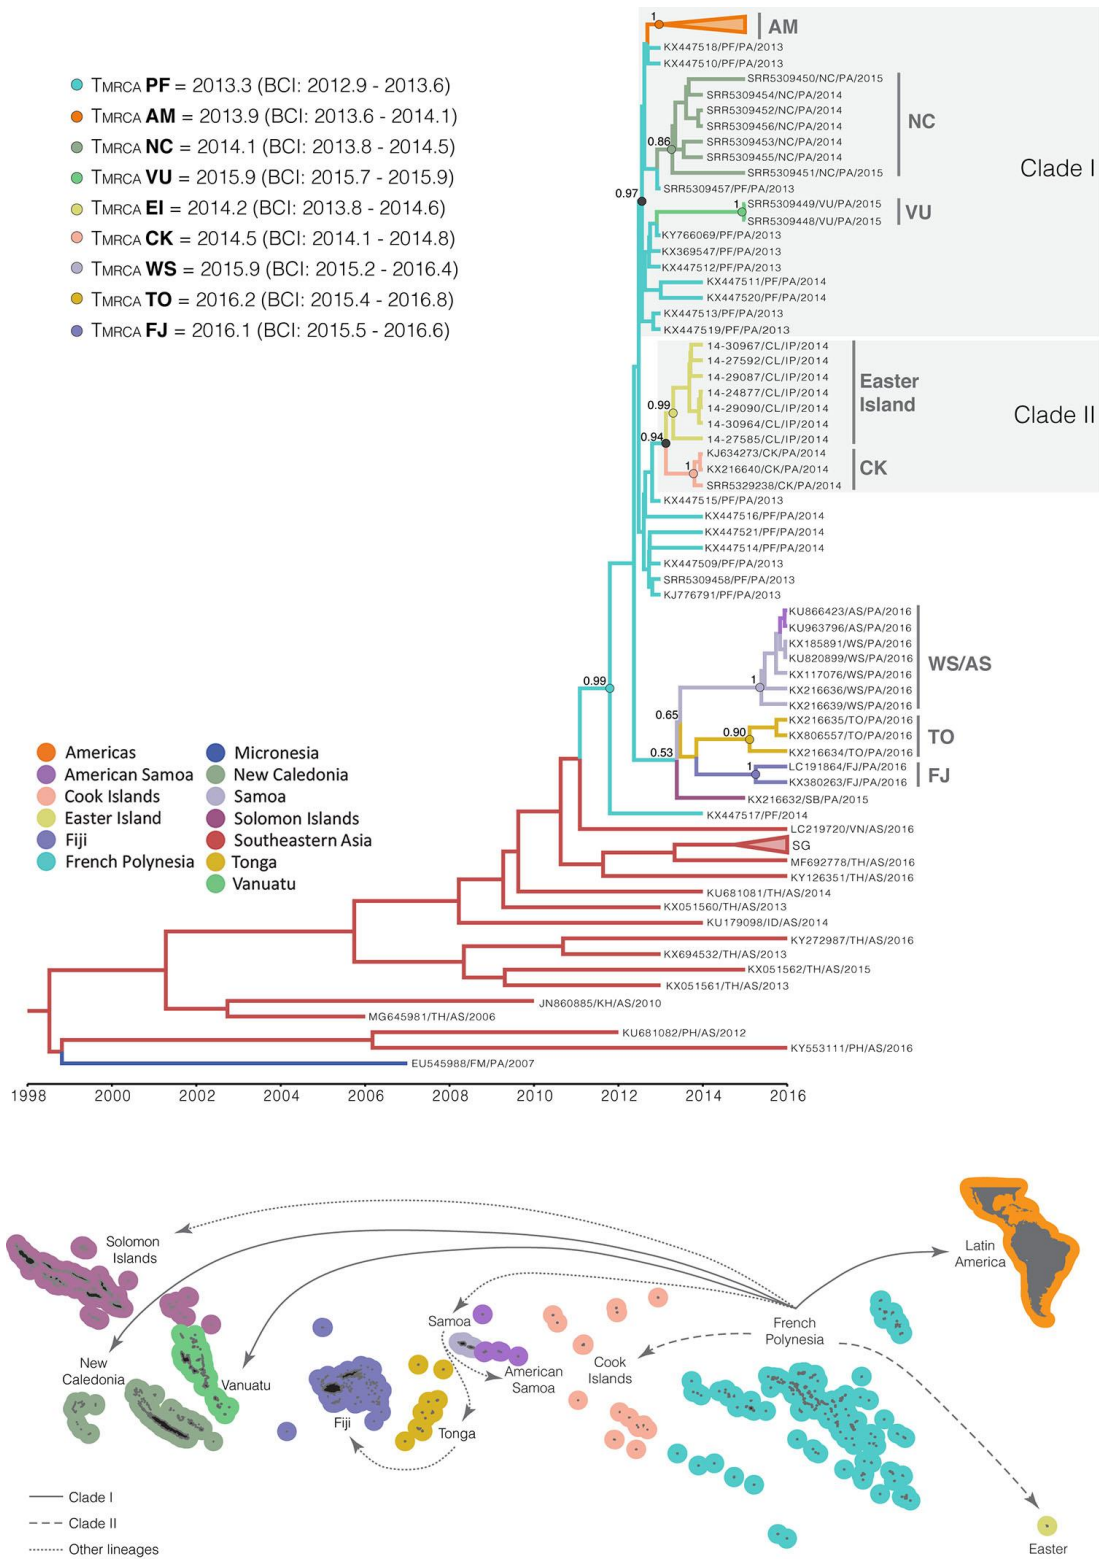 TMRCA PF = 2013.3 (BCI: 2012.9 - 2013.6)
TMRCA AM = 2013.9 (BCI: 2013.6 - 2014.1)
TMRCA NC = 2014.1 (BCI: 2013.8 - 2014.5)
TMRCA VU = 2015.9 (BCI: 2015.7 - 2015.9)
TMRCA EI = 2014.2 (BCI: 2013.8 - 2014.6)
TMRCA CK = 2014.5 (BCI: 2014.1 - 2014.8)
TMRCA WS = 2015.9 (BCI: 2015.2 - 2016.4)
TMRCA TO = 2016.2 (BCI: 2015.4 - 2016.8)
TMRCA FJ = 2016.1 (BCI: 2015.5 - 2016.6)
1
AM
KX447518/PF/PA/2013
KX447510/PF/PA/2013
SRR5309450/NC/PA/2015
SRR5309454/NC/PA/2014
SRR5309452/NC/PA/2014
SRR5309456/NC/PA/2014
SRR5309453/NC/PA/2014
SRR5309455/NC/PA/2014
SRR5309451/NC/PA/2015
0.86
NC
Clade I
SRR5309457/PF/PA/2013
0.97
1
SRR5309449/VU/PA/2015
SRR5309448/VU/PA/2015
VU
KY766069/PF/PA/2013
KX369547/PF/PA/2013
KX447512/PF/PA/2013
KX447511/PF/PA/2014
KX447520/PF/PA/2014
KX447513/PF/PA/2013
KX447519/PF/PA/2013
14-30967/CL/IP/2014
14-27592/CL/IP/2014
14-29087/CL/IP/2014
14-24877/CL/IP/2014
14-29090/CL/IP/2014
14-30964/CL/IP/2014
14-27585/CL/IP/2014
0.99
Easter
Island
Clade II
0.94
KJ634273/CK/PA/2014
KX216640/CK/PA/2014
SRR5329238/CK/PA/2014
1
CK
KX447515/PF/PA/2013
KX447516/PF/PA/2014
KX447521/PF/PA/2014
KX447514/PF/PA/2014
KX447509/PF/PA/2013
SRR5309458/PF/PA/2013
KJ776791/PF/PA/2013
KU866423/AS/PA/2016
KU963796/AS/PA/2016
KX185891/WS/PA/2016
KU820899/WS/PA/2016
KX117076/WS/PA/2016
KX216636/WS/PA/2016
KX216639/WS/PA/2016
WS/AS
1
0.99
0.65
0.53
0.90
KX216635/TO/PA/2016
KX806557/TO/PA/2016
KX216634/TO/PA/2016
TO
1
LC191864/FJ/PA/2016
KX380263/FJ/PA/2016
FJ
KX216632/SB/PA/2015
KX447517/PF/2014
LC219720/VN/AS/2016
SG
MF692778/TH/AS/2016
KY126351/TH/AS/2016
KU681081/TH/AS/2014
KX051560/TH/AS/2013
KU179098/ID/AS/2014
KY272987/TH/AS/2016
KX694532/TH/AS/2013
KX051562/TH/AS/2015
KX051561/TH/AS/2013
JN860885/KH/AS/2010
MG645981/TH/AS/2006
KU681082/PH/AS/2012
KY553111/PH/AS/2016
EU545988/FM/PA/2007
Americas
American Samoa
Cook Islands
Easter Island
Fiji
French Polynesia
Micronesia
New Caledonia
Samoa
Solomon Islands
Southeastern Asia
Tonga
Vanuatu
1998 2000 2002 2004 2006 2008 2010 2012 2014 2016
Solomon
Islands
New
Caledonia
Vanuatu
Fiji
Samoa
American
Samoa
Tonga
Cook
Islands
French
Polynesia
Latin
America
Easter
Clade I
Clade II
Other lineages